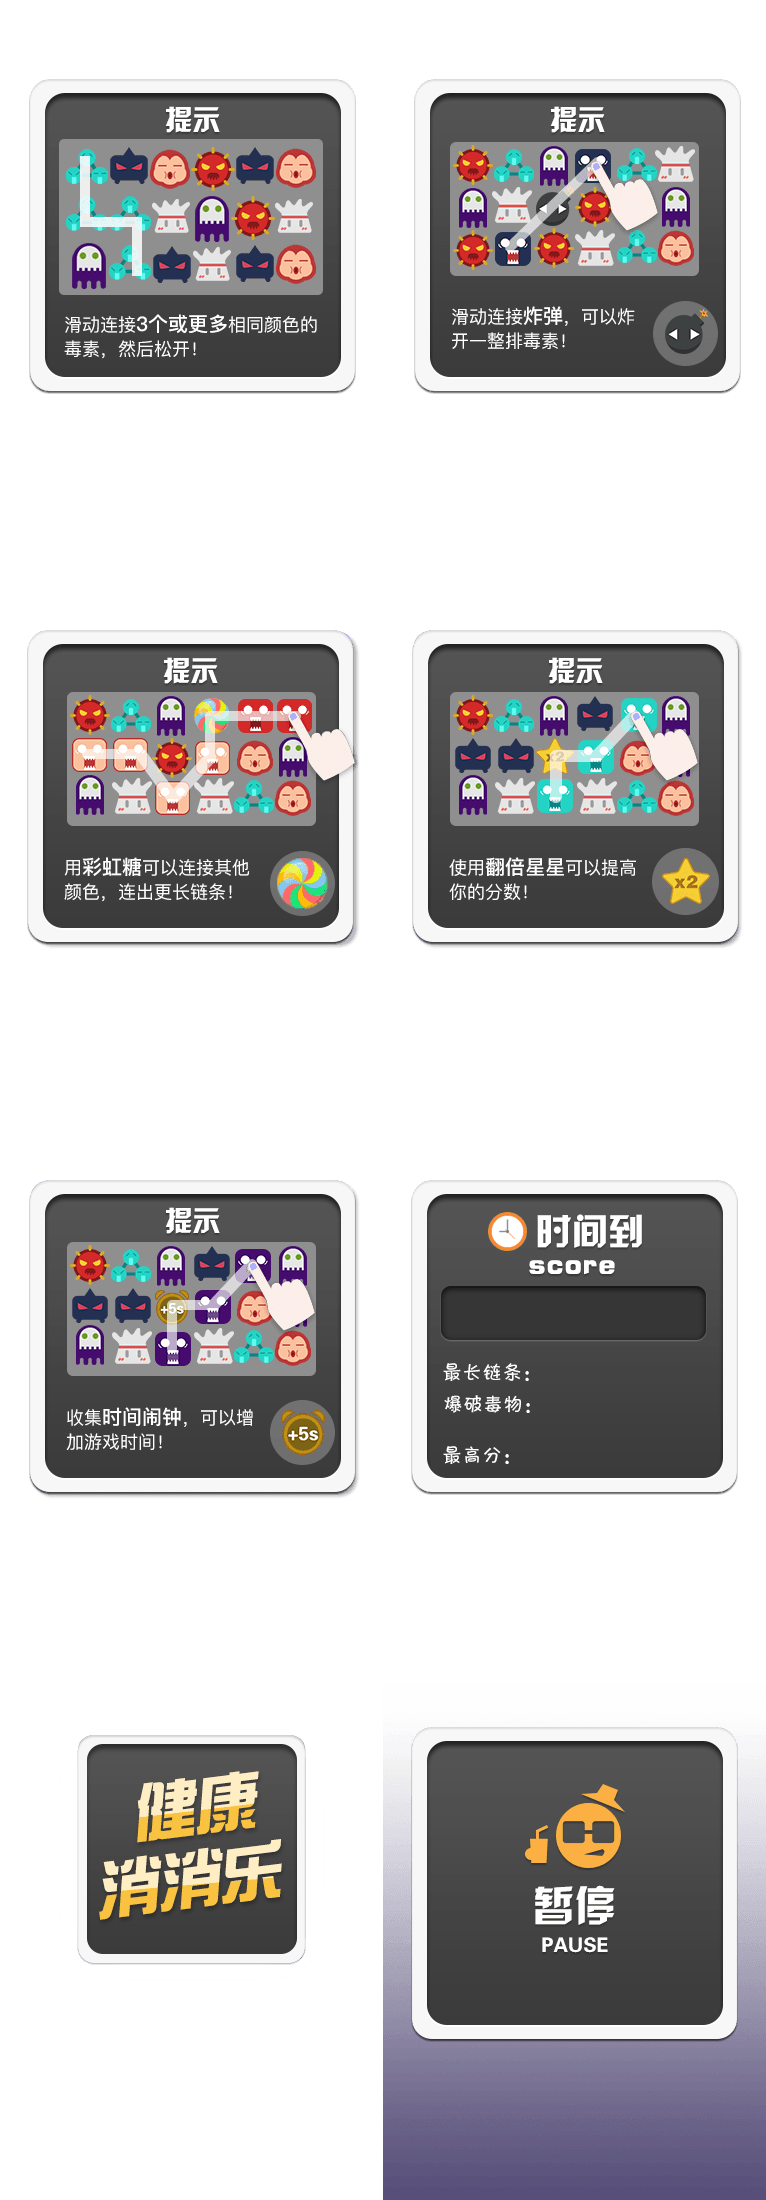 提示
滑动连接3个或更多相同颜色的
毒素，然后松开！
提示
滑动连接炸弹，可以炸
开一整排毒素！
提示
用彩虹糖可以连接其他
颜色，连出更长链条！
提示
x2
使用翻倍星星可以提高
你的分数！
x2
提示
+5s
收集时间闹钟，可以增
加游戏时间！
+5s
时间到
score
最长链条：
爆破毒物：
最高分：
健康
消消乐
暂停
PAUSE